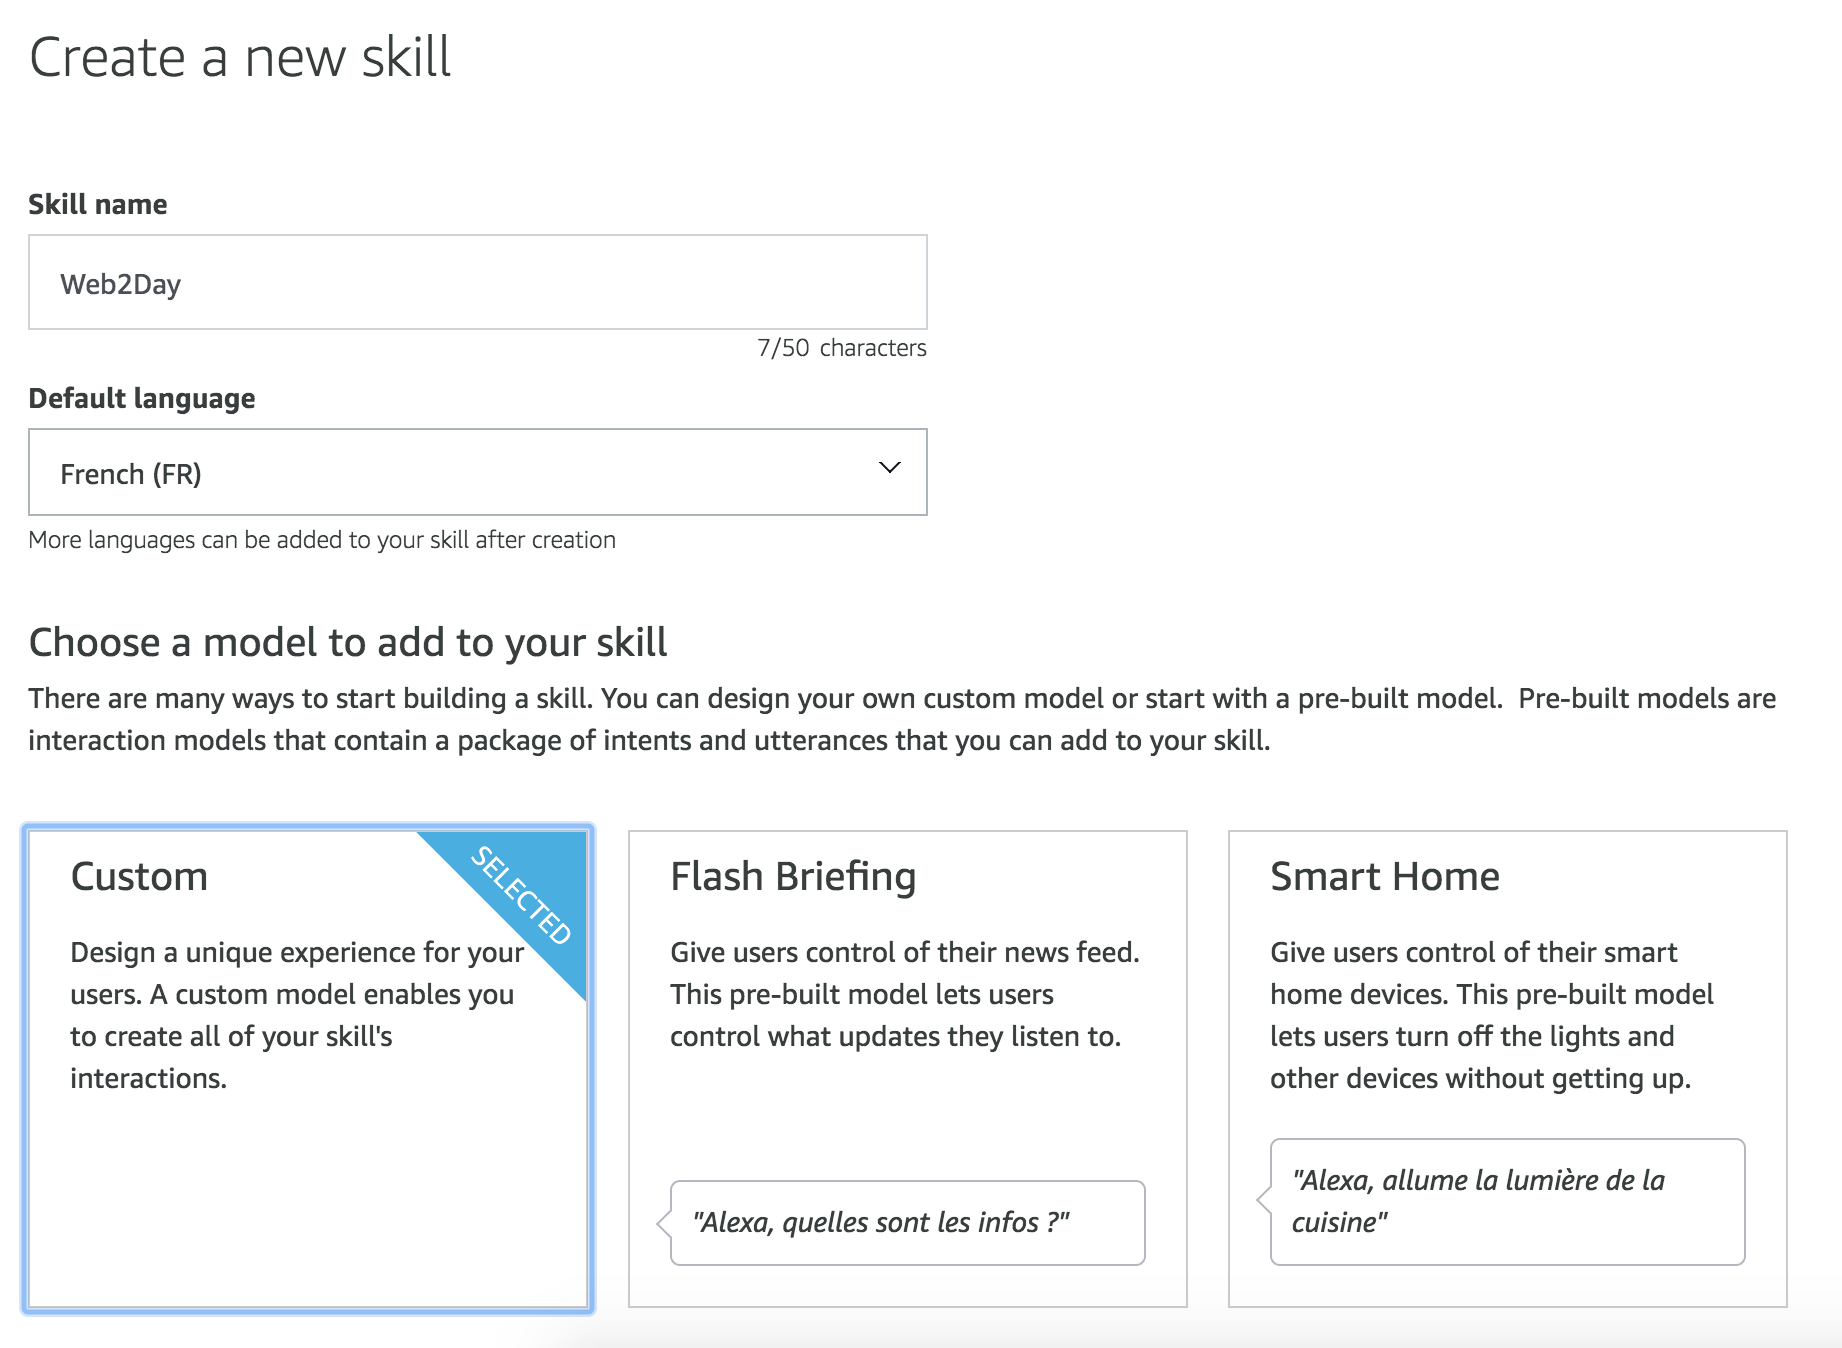 Create a new skill
Skill name
Web2Day
7/50 characters
Default language
French (FR)
More languages can be added to your skill after creation
Choose a model to add to your skill
There are many ways to start building a skill. You can design your own custom model or start with a pre-built model. Pre-built models are
interaction models that contain a package of intents and utterances that you can add to your skill.
Custom
SELECTED
Design a unique experience for your
users. A custom model enables you
to create all of your skill's
interactions.
Flash Briefing
Give users control of their news feed.
This pre-built model lets users
control what updates they listen to.
"Alexa, quelles sont les infos ?"
Smart Home
Give users control of their smart
home devices. This pre-built model
lets users turn off the lights and
other devices without getting up.
"Alexa, allume la lumière de la
cuisine"